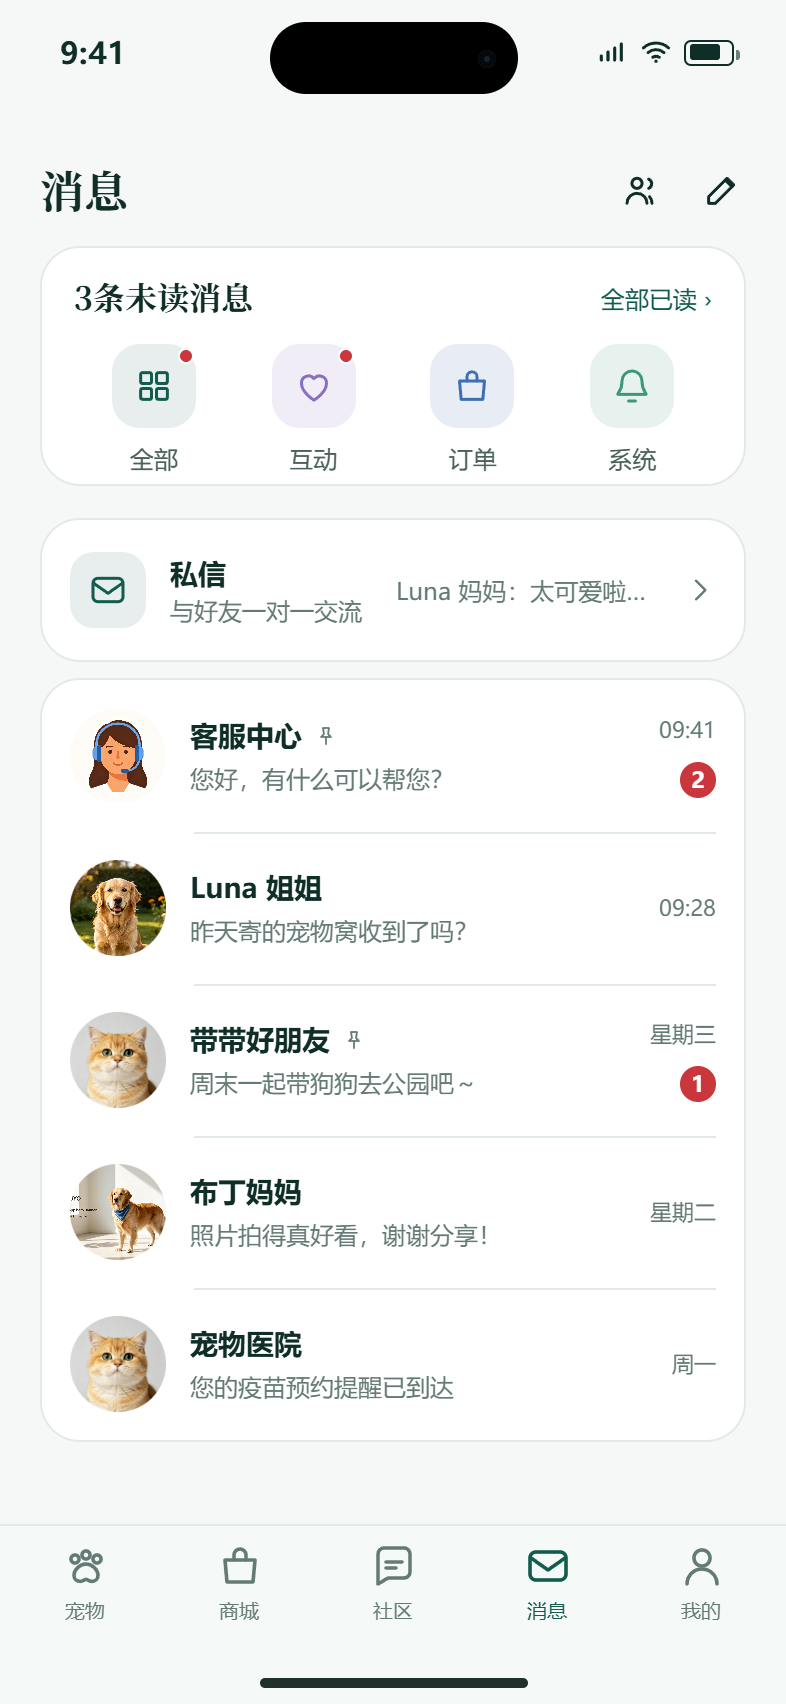 9:41
消息
3条未读消息
全部已读 ›
全部
互动
订单
系统
私信
与好友一对一交流
Luna 妈妈：太可爱啦...
客服中心
09:41
您好，有什么可以帮您？
2
Luna 姐姐
09:28
昨天寄的宠物窝收到了吗？
带带好朋友
星期三
周末一起带狗狗去公园吧～
1
布丁妈妈
星期二
照片拍得真好看，谢谢分享！
宠物医院
周一
您的疫苗预约提醒已到达
宠物
商城
社区
消息
我的